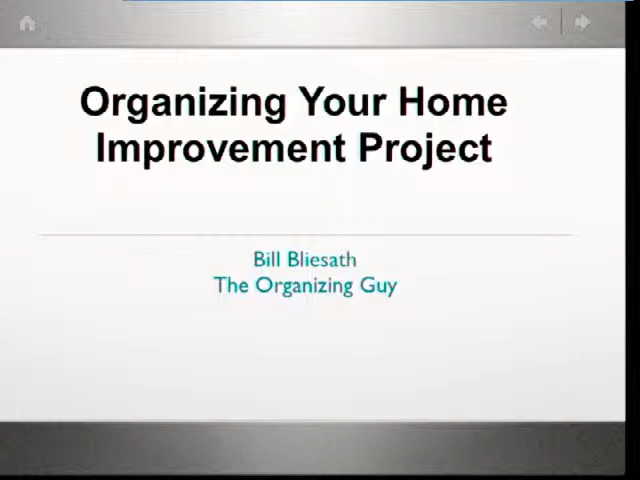 Organizing Your Home
Improvement Project
Bill Bliesath
The Organizing Guy